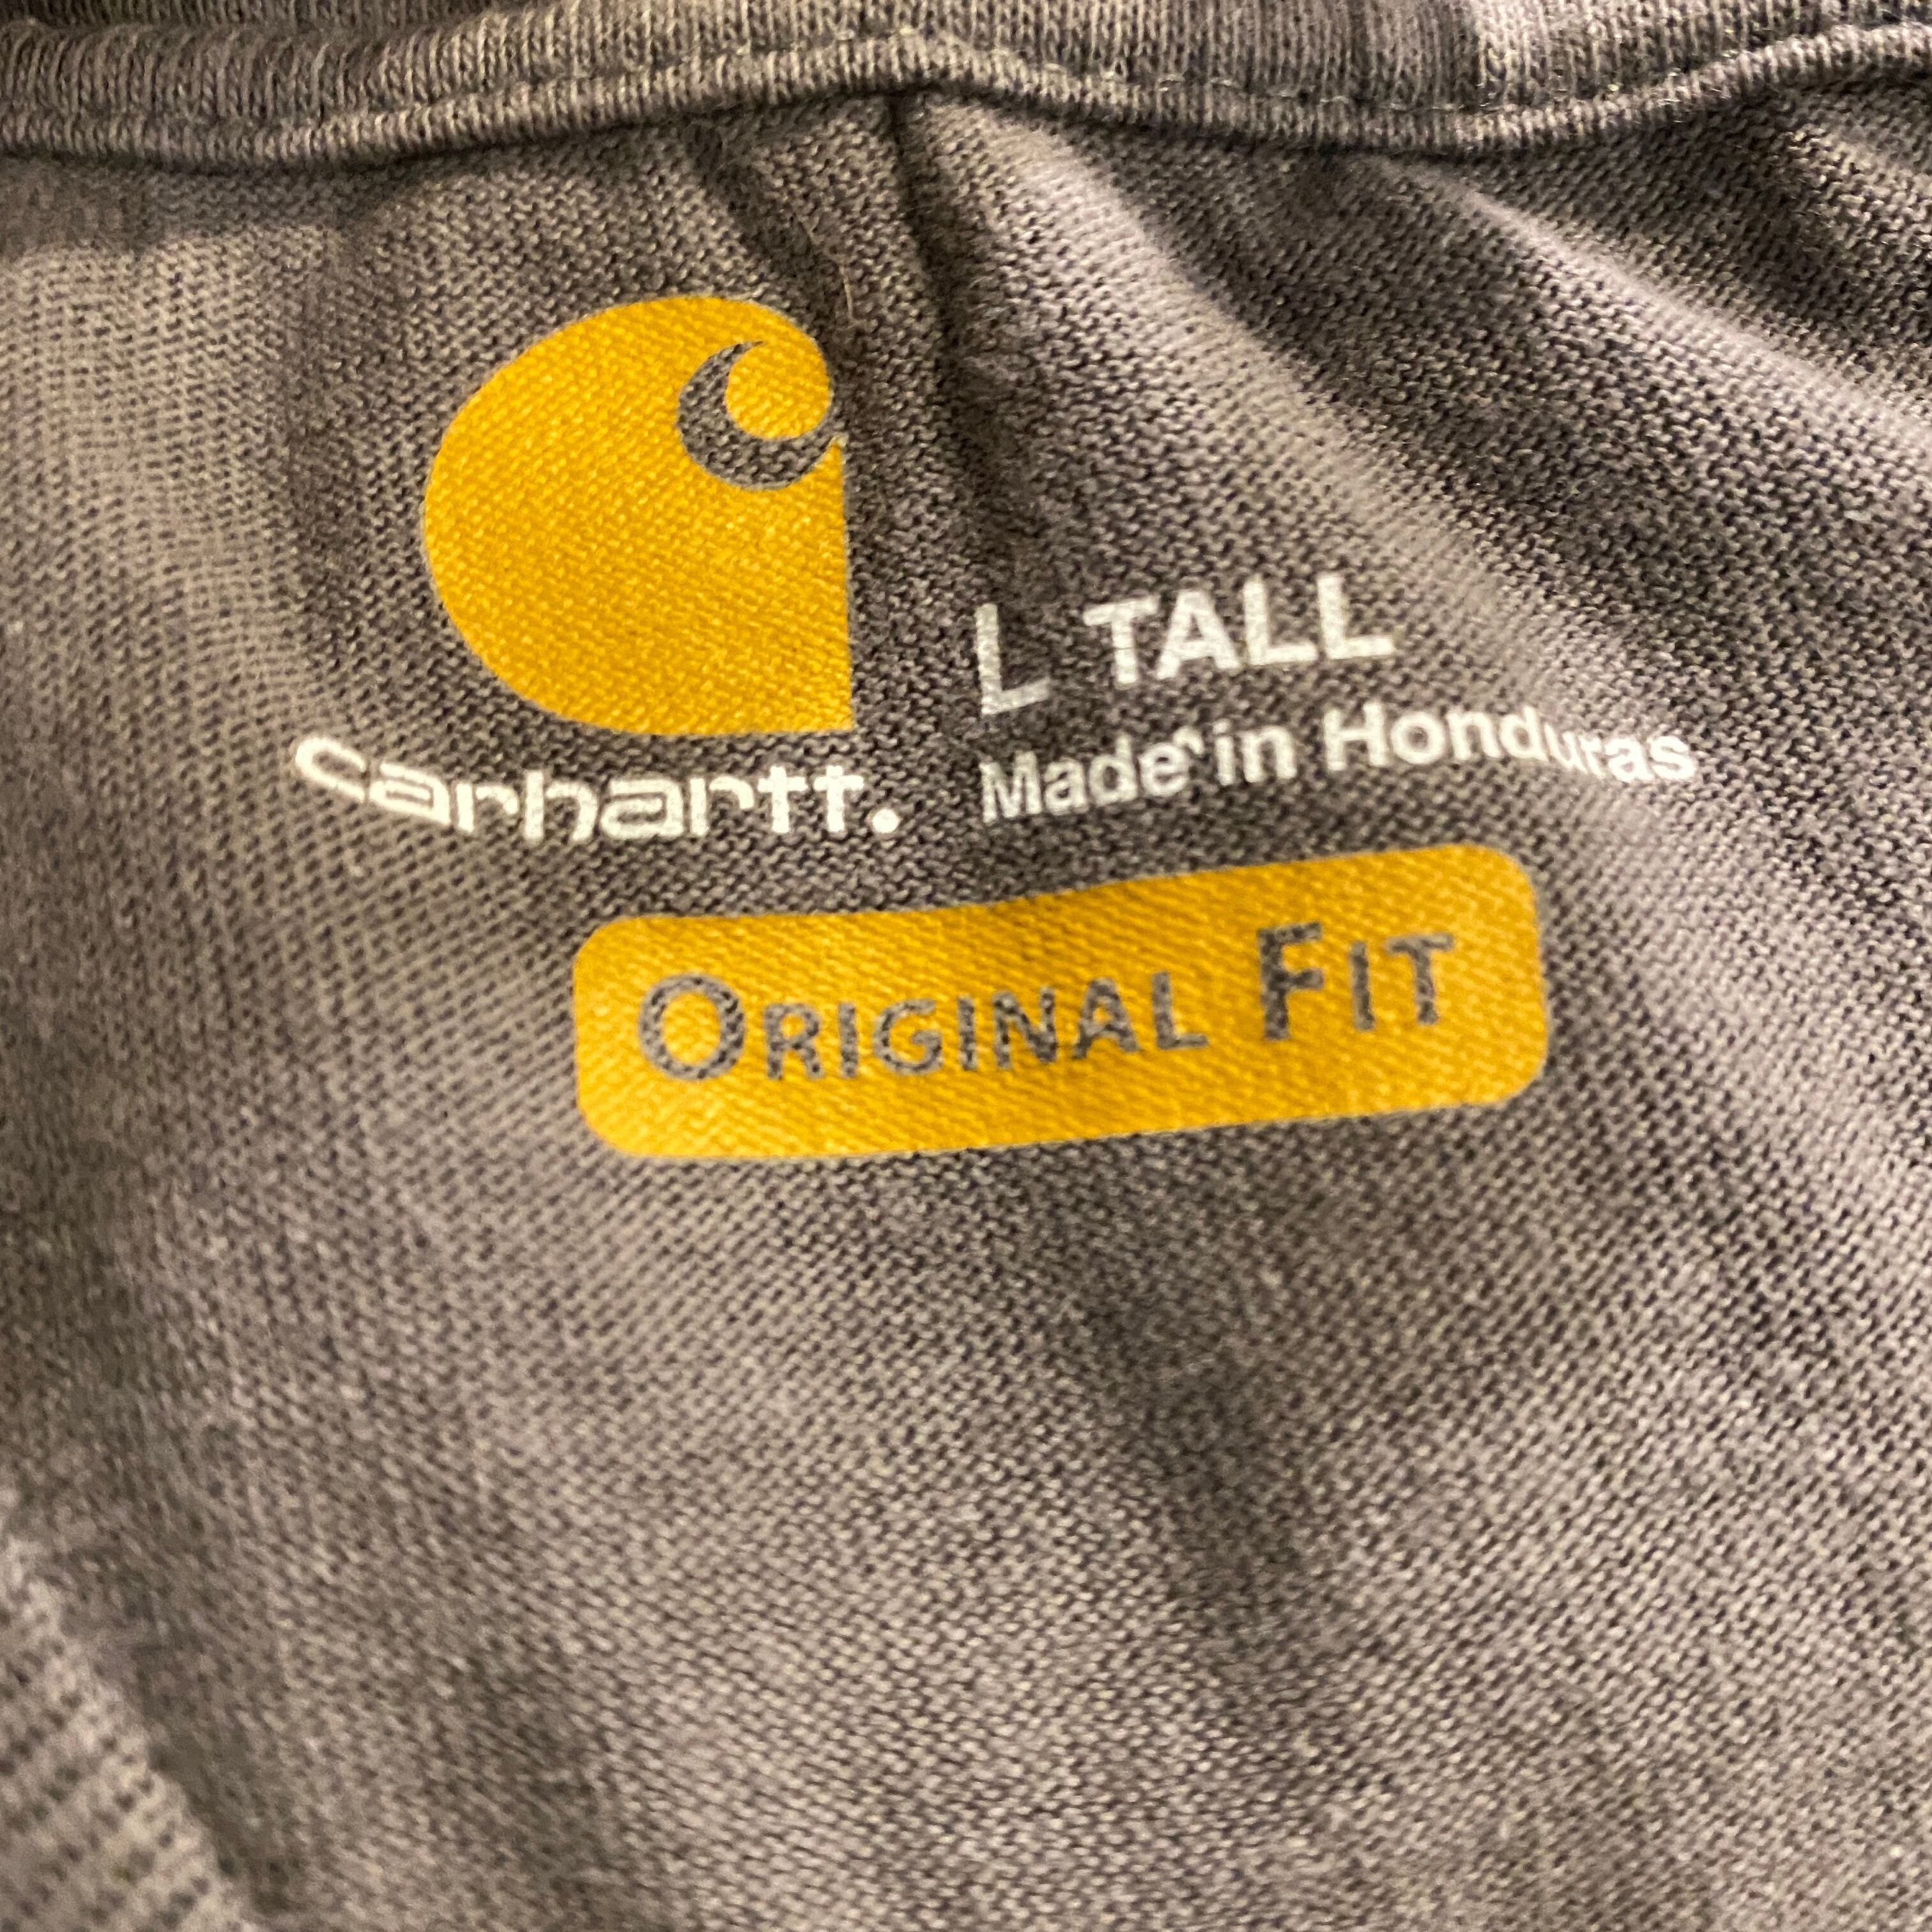 L TALL
carhartt.
Made in Honduras
ORIGINAL FIT